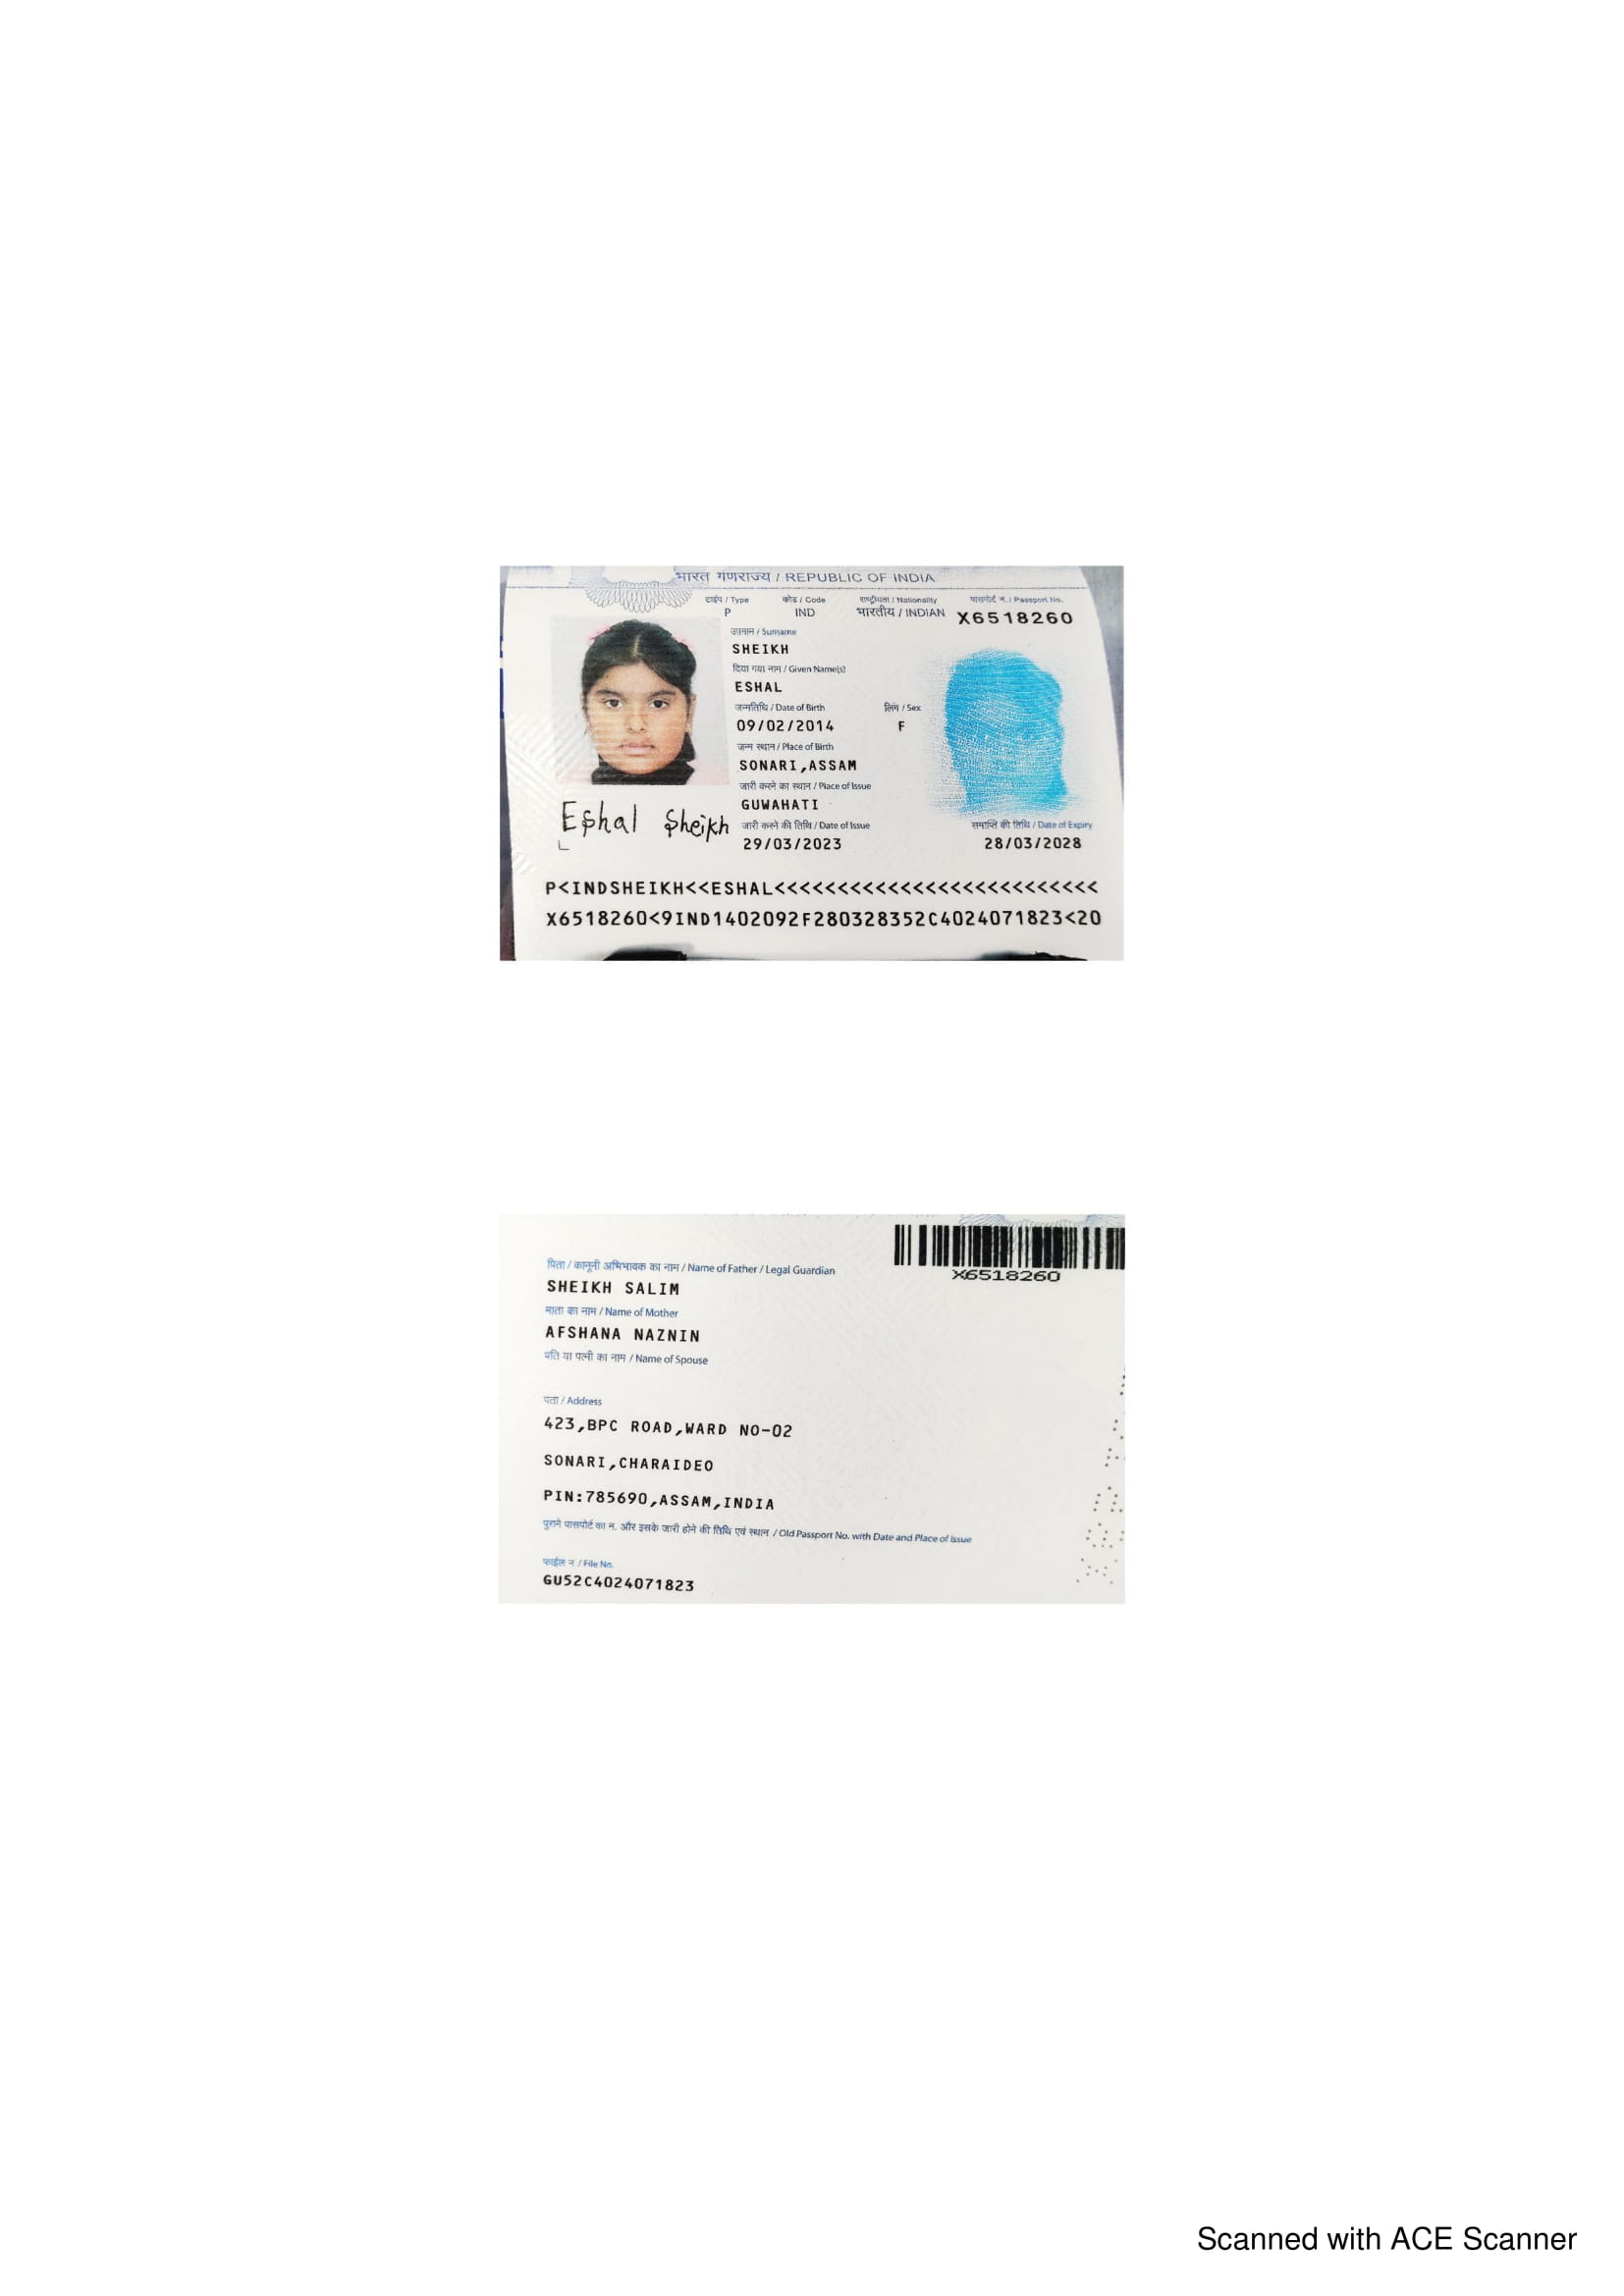 भारत गणराज्य / REPUBLIC OF INDIA
टाईप / Type कोड / Code राष्ट्रीयता / Nationality पासपोर्ट न. / Passport No.
P IND भारतीय / INDIAN X6518260
उपनाम / Surname
SHEIKH
दिया गया नाम / Given Name(s)
ESHAL
जन्मतिथि / Date of Birth लिंग / Sex
09/02/2014 F
जन्म स्थान / Place of Birth
SONARI,ASSAM
जारी करने का स्थान / Place of Issue
GUWAHATI
Eshal Sheikh
जारी करने की तिथि / Date of Issue समाप्ति की तिथि / Date of Expiry
29/03/2023 28/03/2028
P<INDSHEIKH<<ESHAL<<<<<<<<<<<<<<<<<<<<<<<<<<
X6518260<9IND1402092F280328352C4024071823<20
X6518260
पिता / कानूनी अभिभावक का नाम / Name of Father / Legal Guardian
SHEIKH SALIM
माता का नाम / Name of Mother
AFSHANA NAZNIN
पति या पत्नी का नाम / Name of Spouse
पता / Address
423,BPC ROAD,WARD NO-02
SONARI,CHARAIDEO
PIN:785690,ASSAM,INDIA
पुराने पासपोर्ट का न. और इसके जारी होने की तिथि एवं स्थान / Old Passport No. with Date and Place of Issue
फाईल न. / File No.
GU52C4024071823
Scanned with ACE Scanner